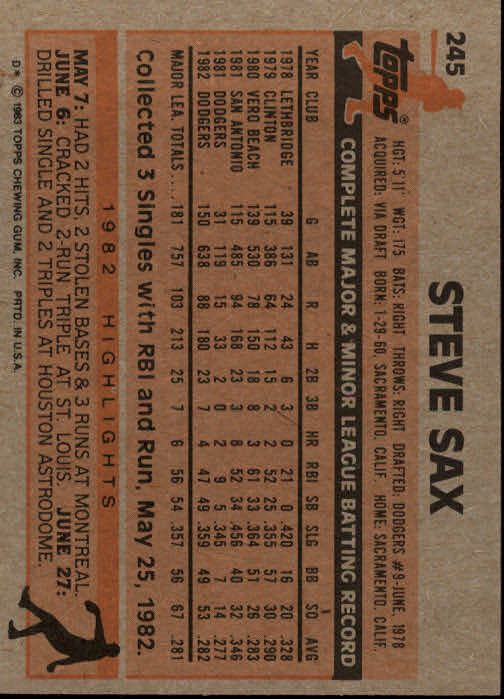 245
STEVE SAX
TOPPS®
HGT: 5'11" WGT: 175 BATS: RIGHT THROWS: RIGHT DRAFTED: DODGERS #9-JUNE, 1978
ACQUIRED: VIA DRAFT BORN: 1-29-60, SACRAMENTO, CALIF. HOME: SACRAMENTO, CALIF.
COMPLETE MAJOR & MINOR LEAGUE BATTING RECORD
YEAR CLUB G AB R H 2B 3B HR RBI SB SLG BB SO AVG
1978 LETHBRIDGE 39 131 24 43 6 3 0 21 0 .420 16 20 .328
1979 CLINTON 115 386 64 112 15 2 2 52 25 .355 57 30 .290
1980 VERO BEACH 139 530 78 150 18 8 3 61 33 .364 51 26 .283
1981 SAN ANTONIO 115 485 94 168 23 3 8 52 34 .456 40 32 .346
1981 DODGERS 31 119 15 33 2 0 2 9 5 .345 7 14 .277
1982 DODGERS 150 638 88 180 23 7 4 47 49 .359 49 53 .282
MAJOR LEA. TOTALS .... 181 757 103 213 25 7 6 56 54 .357 56 67 .281
Collected 3 Singles with RBI and Run, May 25, 1982.
1982 HIGHLIGHTS
MAY 7: HAD 2 HITS, 2 STOLEN BASES & 3 RUNS AT MONTREAL.
JUNE 6: CRACKED 2-RUN TRIPLE AT ST. LOUIS. JUNE 27:
DRILLED SINGLE AND 2 TRIPLES AT HOUSTON ASTRODOME.
D* © 1983 TOPPS CHEWING GUM, INC. PRTD. IN U.S.A.